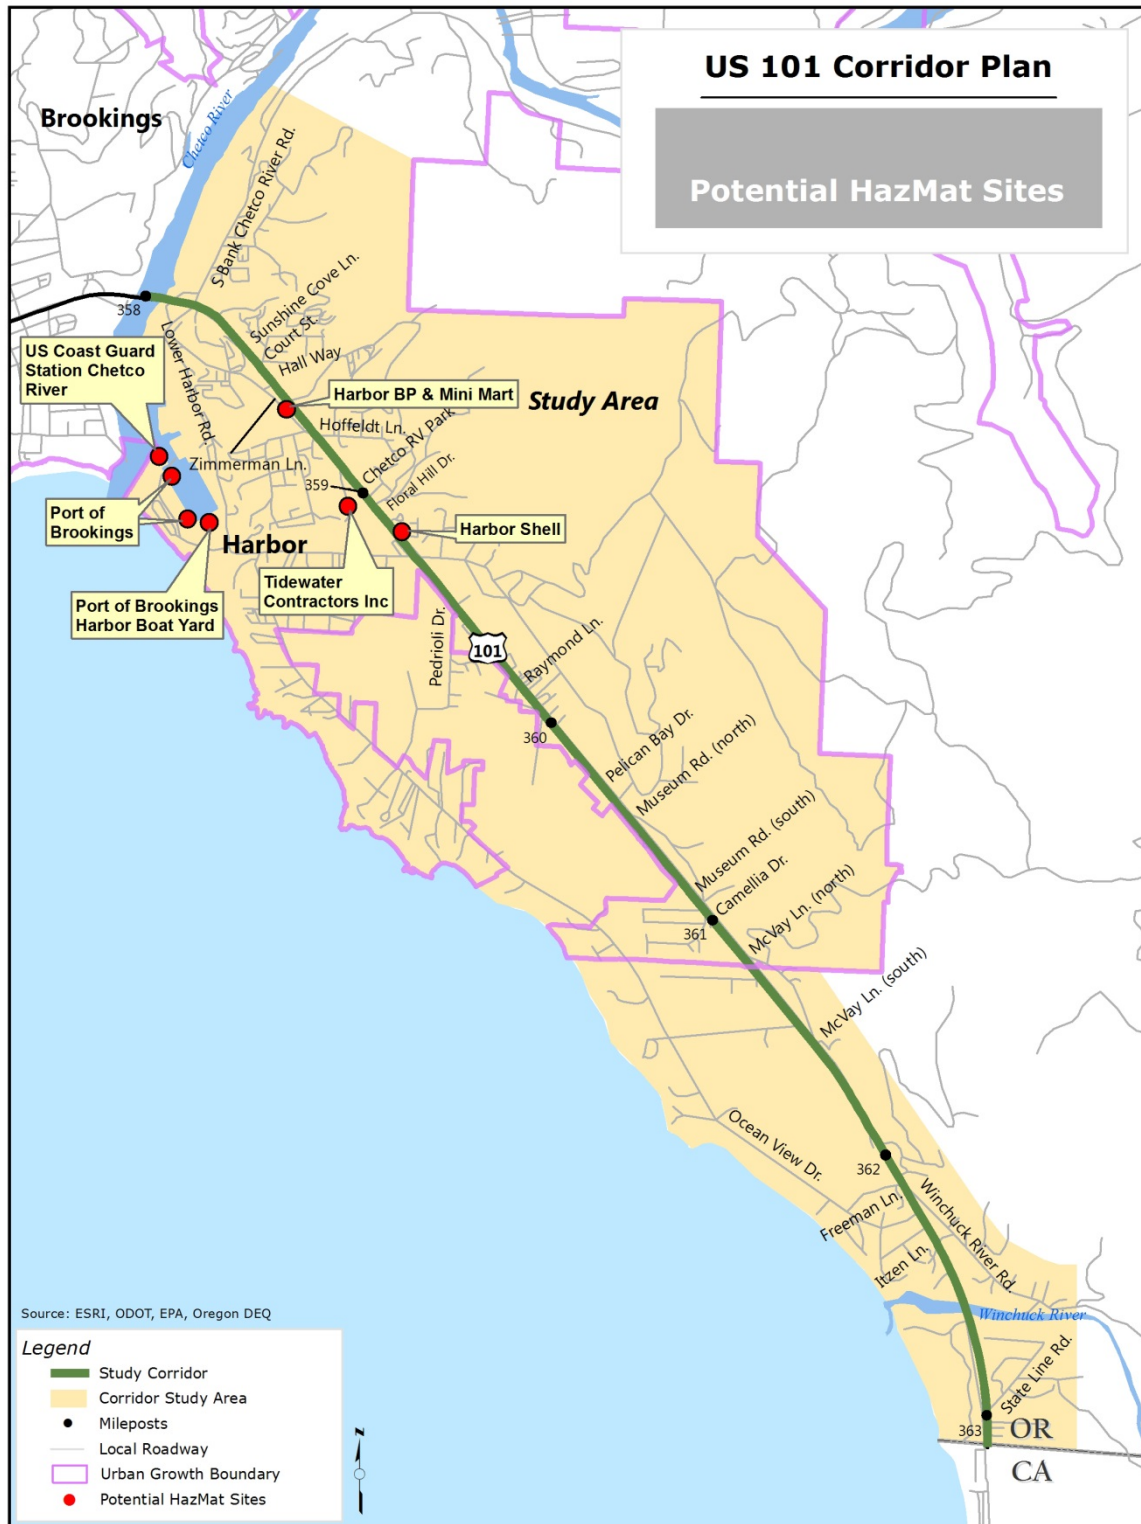 US 101 Corridor Plan
Potential HazMat Sites
Brookings
Chetco River
S Bank Chetco River Rd.
358
Sunshine Cove Ln.
Court St.
Hall Way
Lower Harbor Rd.
US Coast Guard
Station Chetco
River
Harbor BP & Mini Mart
Study Area
Hoffeldt Ln.
Chetco RV Park
Zimmerman Ln.
359
Floral Hill Dr.
Port of
Brookings
Harbor Shell
Harbor
Tidewater
Contractors Inc
Port of Brookings
Harbor Boat Yard
Pedrioli Dr.
101
Raymond Ln.
360
Pelican Bay Dr.
Museum Rd. (north)
Museum Rd. (south)
Camellia Dr.
361
McVay Ln. (north)
McVay Ln. (south)
Ocean View Dr.
362
Freeman Ln.
Winchuck River Rd.
Itzen Ln.
Winchuck River
State Line Rd.
363
OR
CA
Source: ESRI, ODOT, EPA, Oregon DEQ
Legend
Study Corridor
Corridor Study Area
Mileposts
Local Roadway
Urban Growth Boundary
Potential HazMat Sites
z